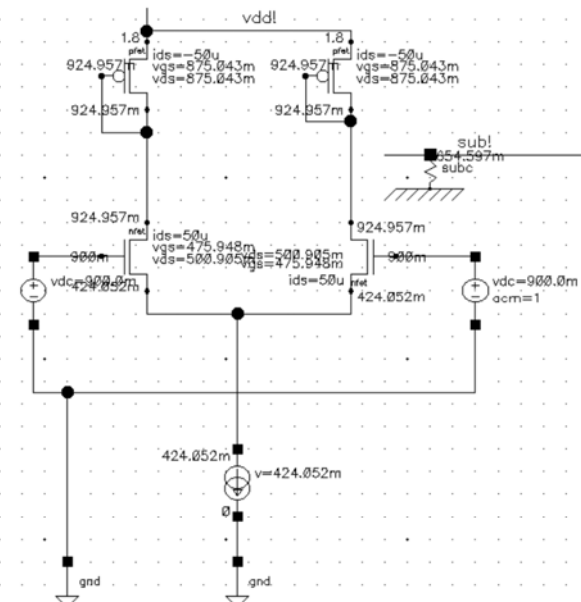 vdd!
1.8
1.8
pfet
ids=-50u
vgs=875.043m
vds=875.043m
924.957m
924.957m
pfet
ids=-50u
vgs=875.043m
vds=875.043m
924.957m
924.957m
sub!
654.597m
subc
924.957m
nfet
ids=50u
vgs=475.948m
vds=500.905m
900m
vdc=900.0m
424.052m
924.957m
vds=500.905m
vgs=475.948m
ids=50u
nfet
900m
424.052m
vdc=900.0m
acm=1
424.052m
v=424.052m
0
gnd
gnd